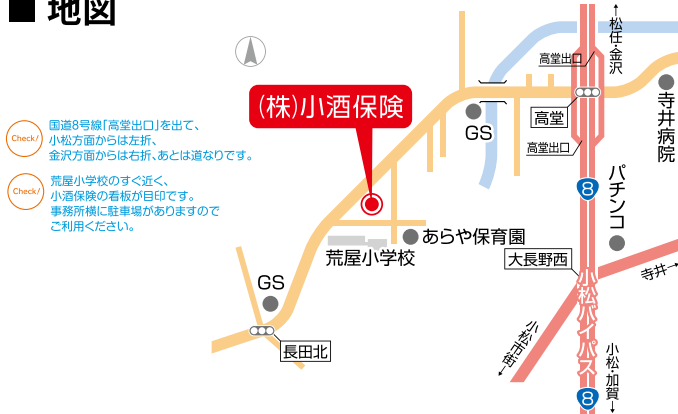 ■ 地図
Check!
国道8号線「高堂出口」を出て、
小松方面からは左折、
金沢方面からは右折、あとは道なりです。
Check!
荒屋小学校のすぐ近く、
小酒保険の看板が目印です。
事務所横に駐車場がありますので
ご利用ください。
(株)小酒保険
↑松任・金沢
高堂出口
高堂
高堂出口
GS
寺井病院
8
パチンコ
あらや保育園
荒屋小学校
大長野西
寺井→
GS
長田北
小松バイパス
小松市街→
小松・加賀→
8